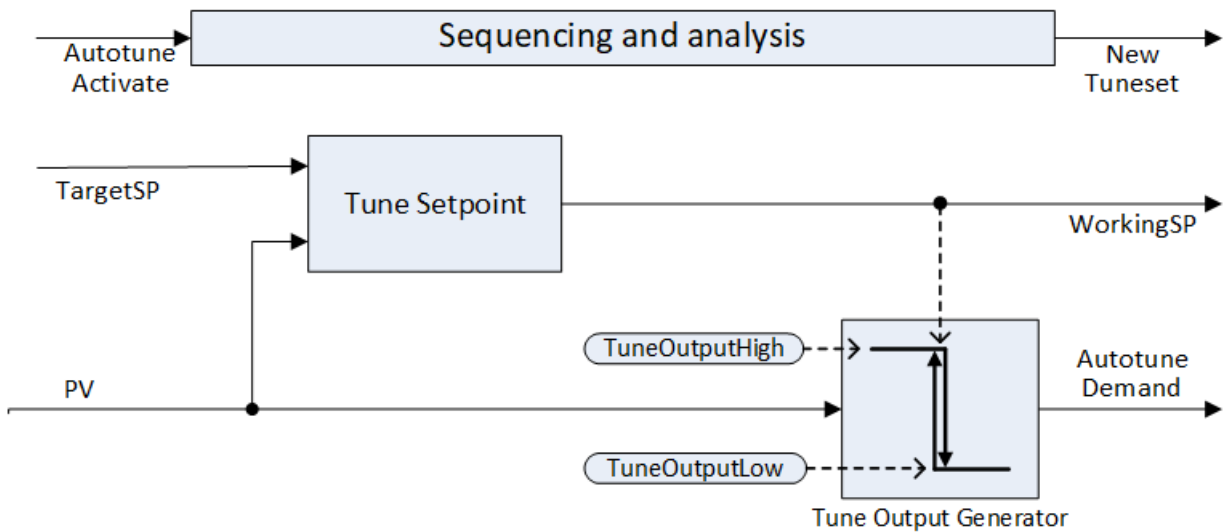 Sequencing and analysis
Autotune
Activate
New
Tuneset
TargetSP
Tune Setpoint
WorkingSP
TuneOutputHigh
PV
Autotune
Demand
TuneOutputLow
Tune Output Generator